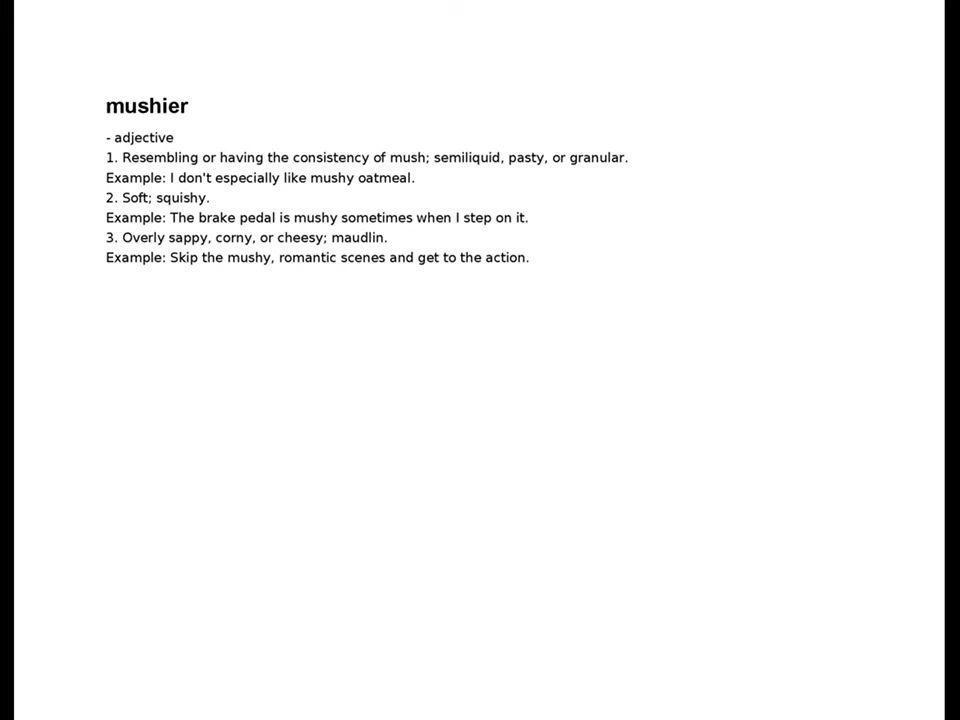 mushier
- adjective
1. Resembling or having the consistency of mush; semiliquid, pasty, or granular.
Example: I don't especially like mushy oatmeal.
2. Soft; squishy.
Example: The brake pedal is mushy sometimes when I step on it.
3. Overly sappy, corny, or cheesy; maudlin.
Example: Skip the mushy, romantic scenes and get to the action.